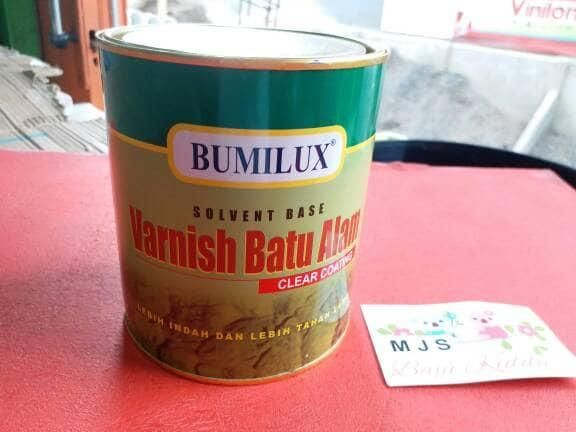 Vinilon
BUMILUX®
SOLVENT BASE
Varnish Batu Alam
CLEAR COATING
LEBIH INDAH DAN LEBIH TAHAN
MJS